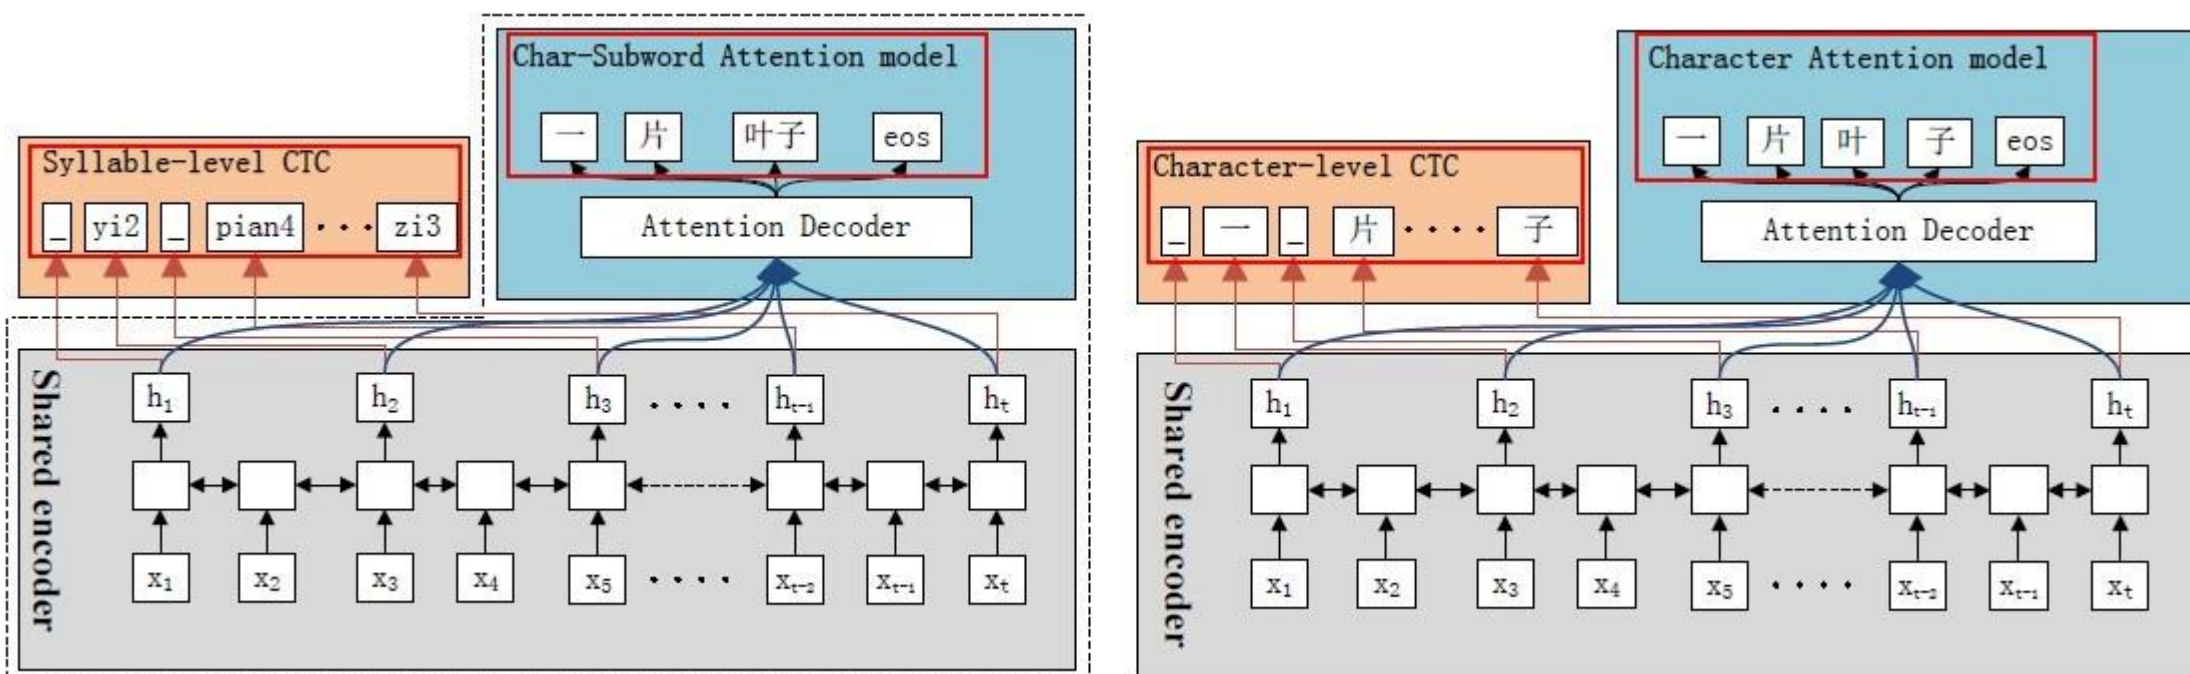 Char-Subword Attention model
一 片 叶子 eos
Syllable-level CTC
_ yi2 _ pian4 ··· zi3
Attention Decoder
Shared encoder
h₁ h₂ h₃ ···· hₜ₋₁ hₜ
x₁ x₂ x₃ x₄ x₅ ···· xₜ₋₂ xₜ₋₁ xₜ
Character Attention model
一 片 叶 子 eos
Character-level CTC
_ 一 _ 片 ···· 子
Attention Decoder
Shared encoder
h₁ h₂ h₃ ···· hₜ₋₁ hₜ
x₁ x₂ x₃ x₄ x₅ ···· xₜ₋₂ xₜ₋₁ xₜ